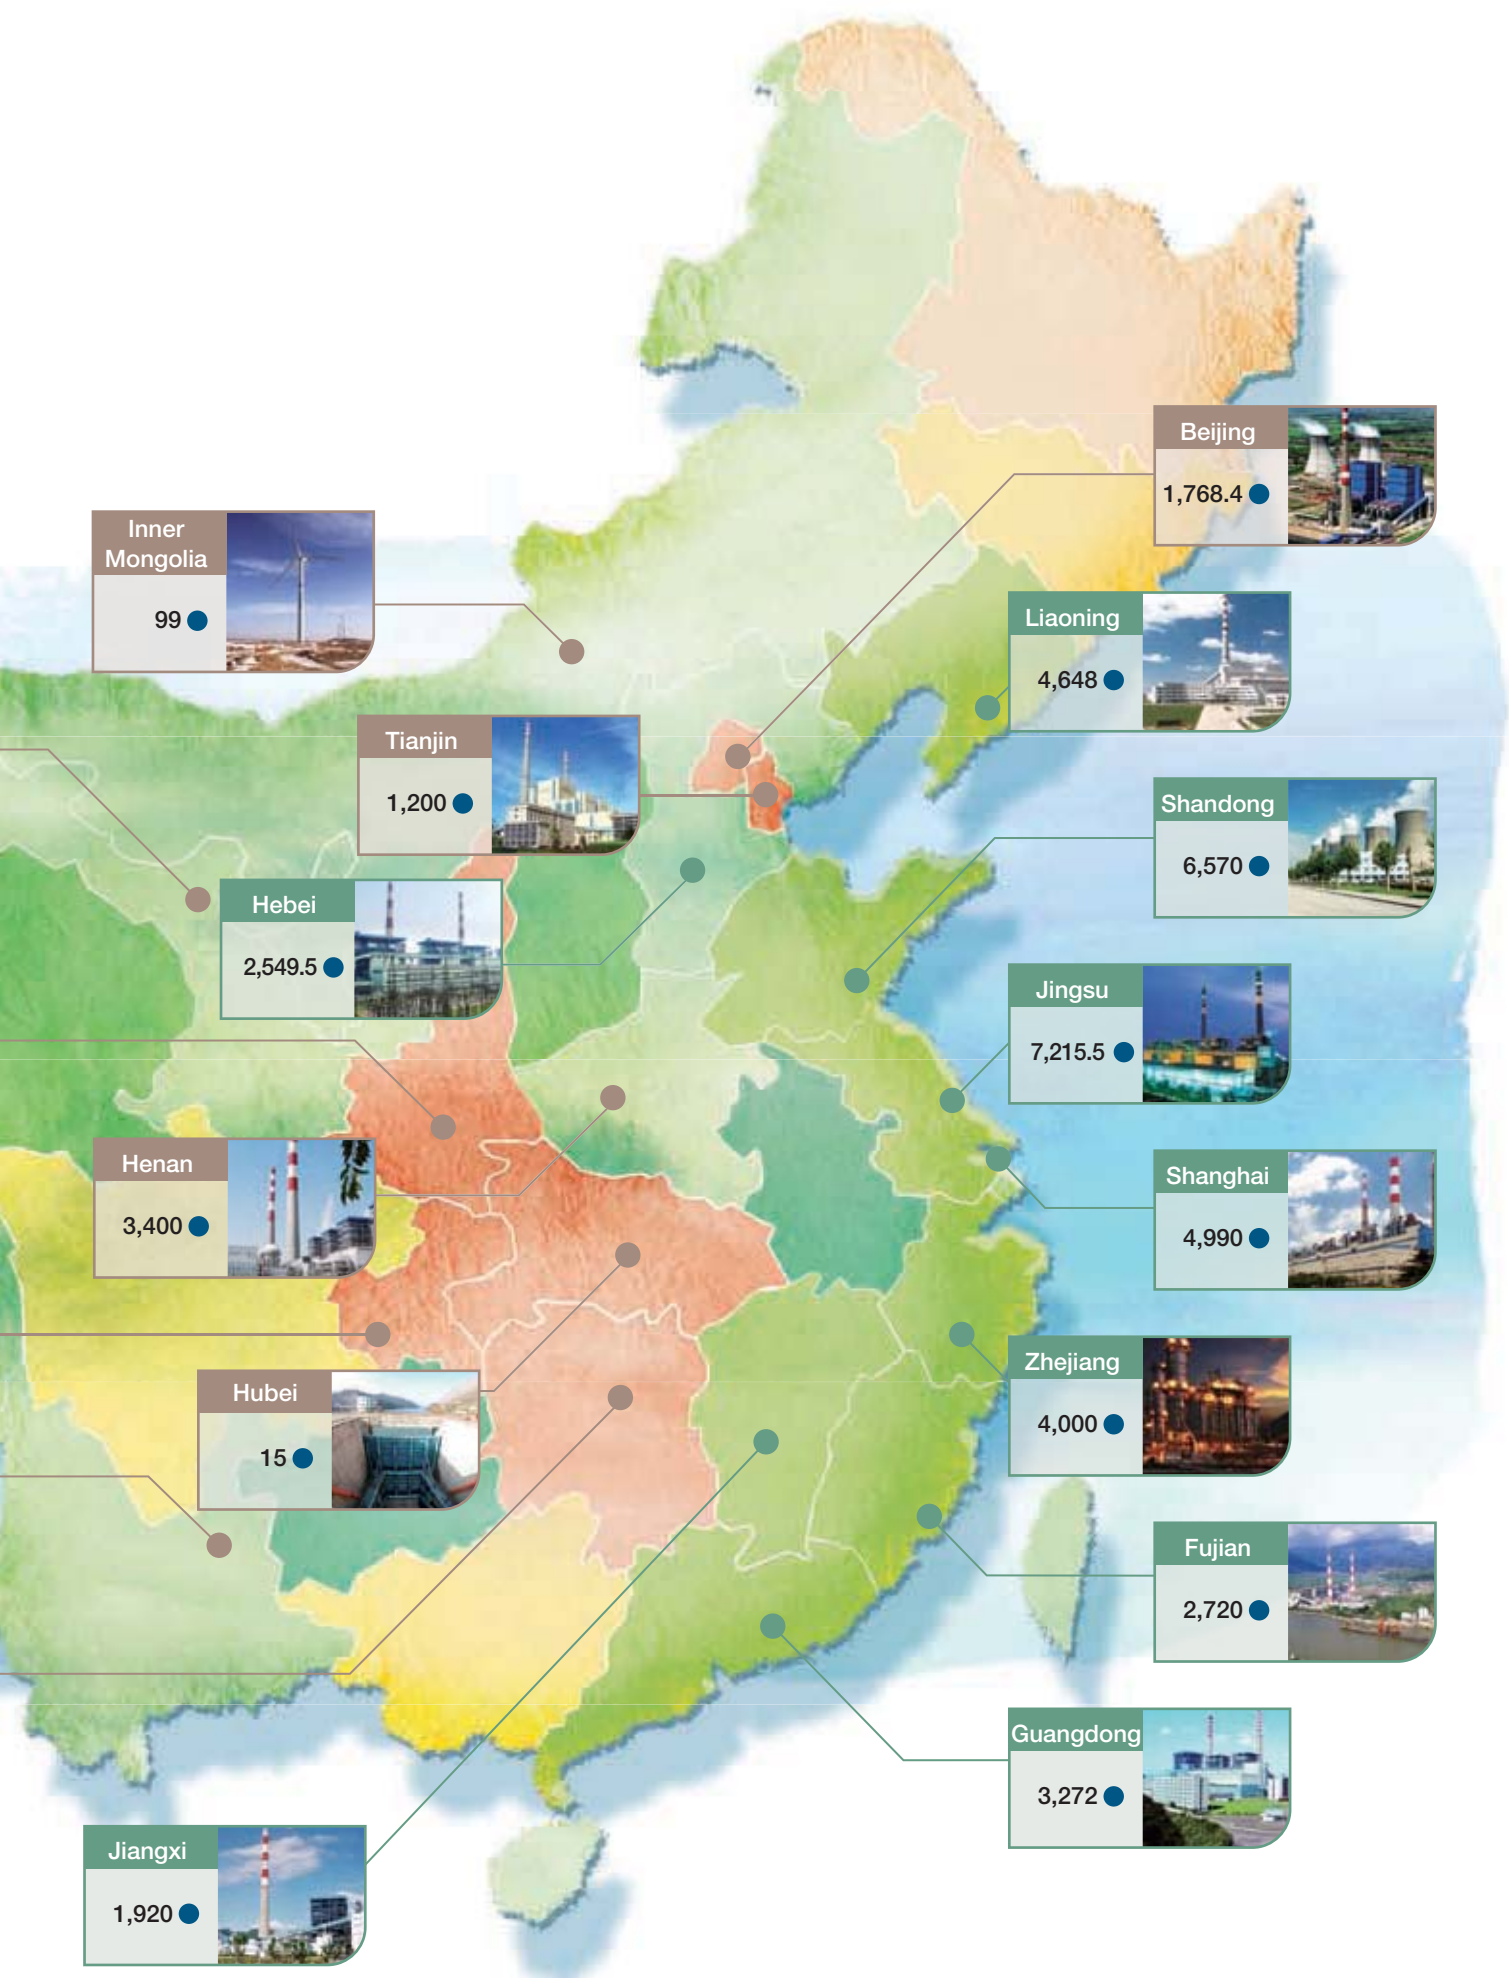 Beijing
1,768.4
Inner
Mongolia
99
Liaoning
4,648
Tianjin
1,200
Shandong
6,570
Hebei
2,549.5
Jingsu
7,215.5
Henan
3,400
Shanghai
4,990
Zhejiang
4,000
Hubei
15
Fujian
2,720
Guangdong
3,272
Jiangxi
1,920